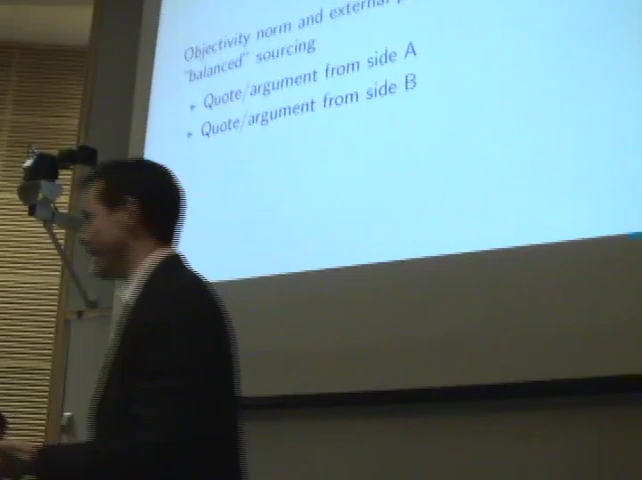 Objectivity norm and external
"balanced" sourcing
Quote/argument from side A
Quote/argument from side B